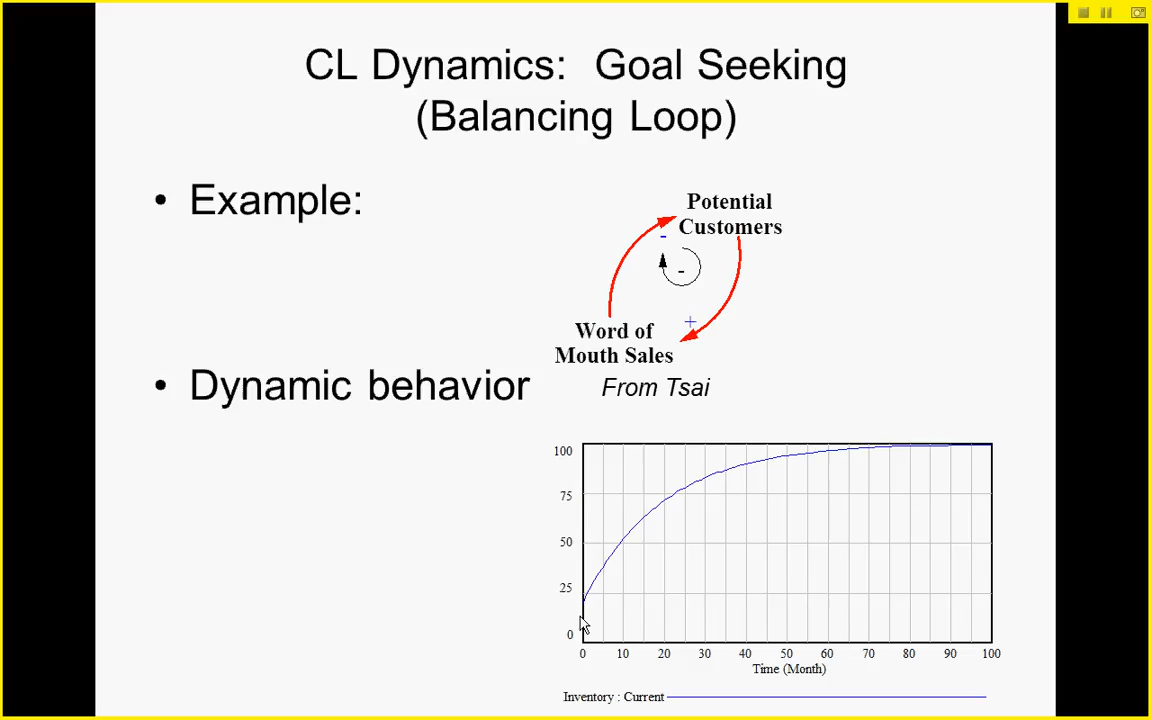 CL Dynamics: Goal Seeking
(Balancing Loop)
• Example:
Potential
Customers
-
-
+
Word of
Mouth Sales
From Tsai
• Dynamic behavior
100
75
50
25
0
0 10 20 30 40 50 60 70 80 90 100
Time (Month)
Inventory : Current